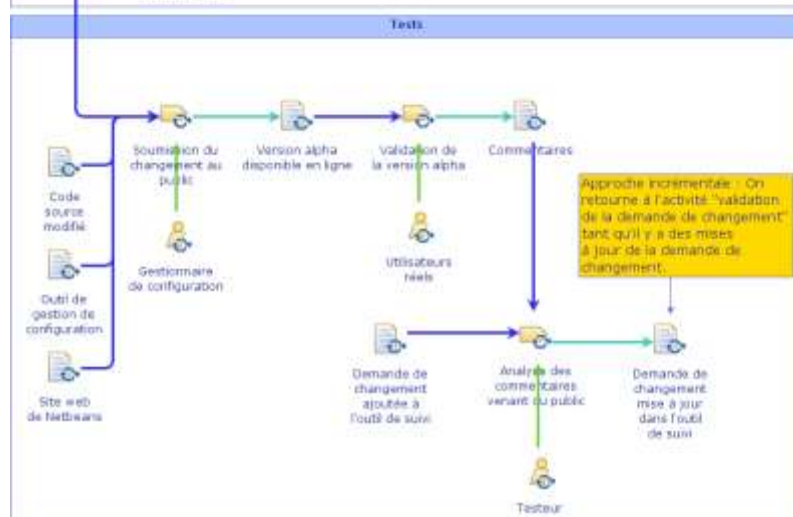 Tests
Soumission du
changement au
public
Version alpha
disponible en ligne
Validation de
la version alpha
Commentaires
Code
source
modifié
Gestionnaire
de configuration
Utilisateurs
réels
Approche incrémentale : On
retourne à l'activité "validation
de la demande de changement"
tant qu'il y a des mises
à jour de la demande de
changement.
Outil de
gestion de
configuration
Site web
de Netbeans
Demande de
changement
ajoutée à
l'outil de suivi
Analyse des
commentaires
venant du public
Demande de
changement
mise à jour
dans l'outil
de suivi
Testeur